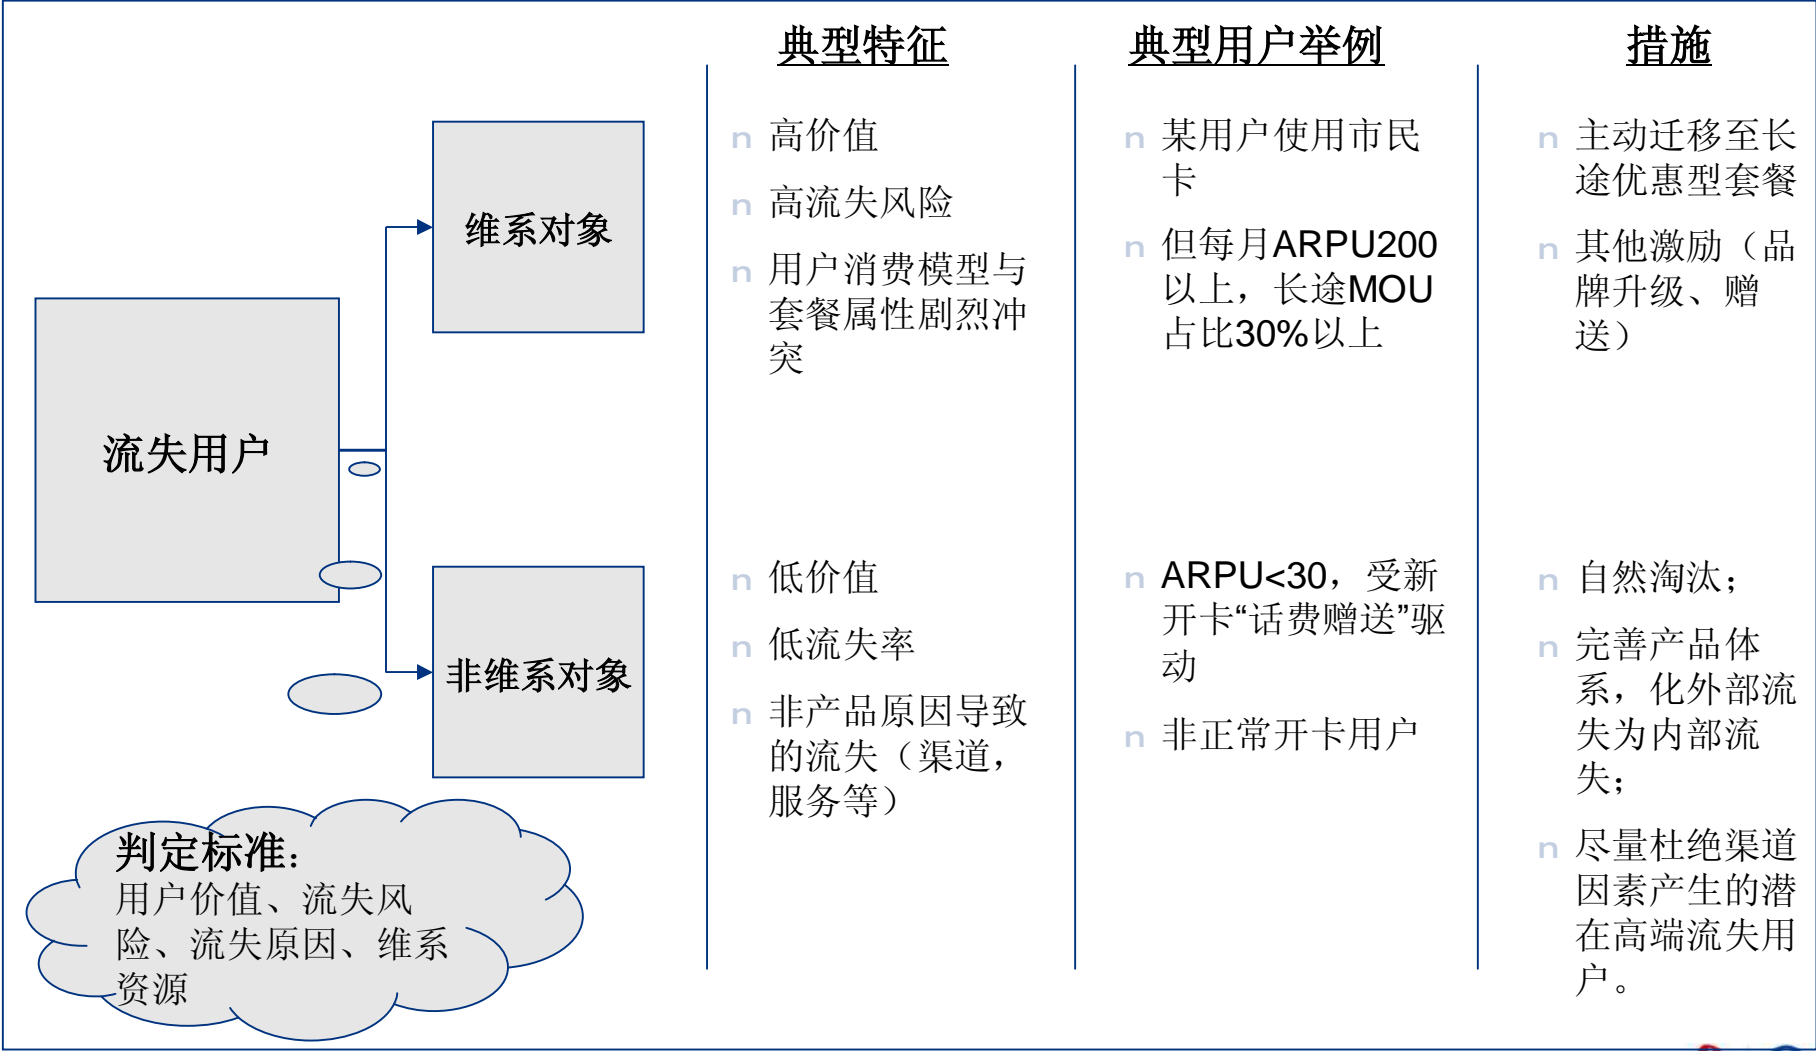 典型特征
典型用户举例
措施
流失用户
维系对象
n 高价值
n 高流失风险
n 用户消费模型与
套餐属性剧烈冲
突
n 某用户使用市民
卡
n 但每月ARPU200
以上，长途MOU
占比30%以上
n 主动迁移至长
途优惠型套餐
n 其他激励（品
牌升级、赠
送）
非维系对象
n 低价值
n 低流失率
n 非产品原因导致
的流失（渠道，
服务等）
n ARPU<30，受新
开卡“话费赠送”驱
动
n 非正常开卡用户
n 自然淘汰；
n 完善产品体
系，化外部流
失为内部流
失；
n 尽量杜绝渠道
因素产生的潜
在高端流失用
户。
判定标准：
用户价值、流失风
险、流失原因、维系
资源